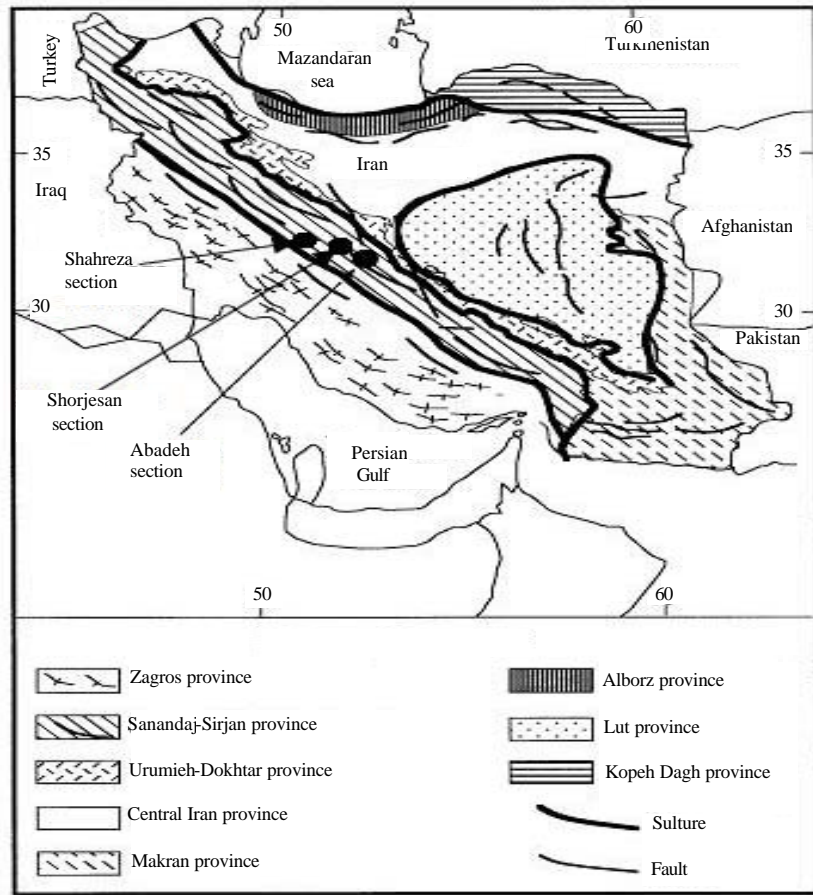 50
60
Turkey
Mazandaran
sea
Turkinenistan
35
35
Iran
Iraq
Afghanistan
Shahreza
section
30
30
Pakistan
Shorjesan
section
Abadeh
section
Persian
Gulf
50
60
Zagros province
Sanandaj-Sirjan province
Urumieh-Dokhtar province
Central Iran province
Makran province
Alborz province
Lut province
Kopeh Dagh province
Sulture
Fault